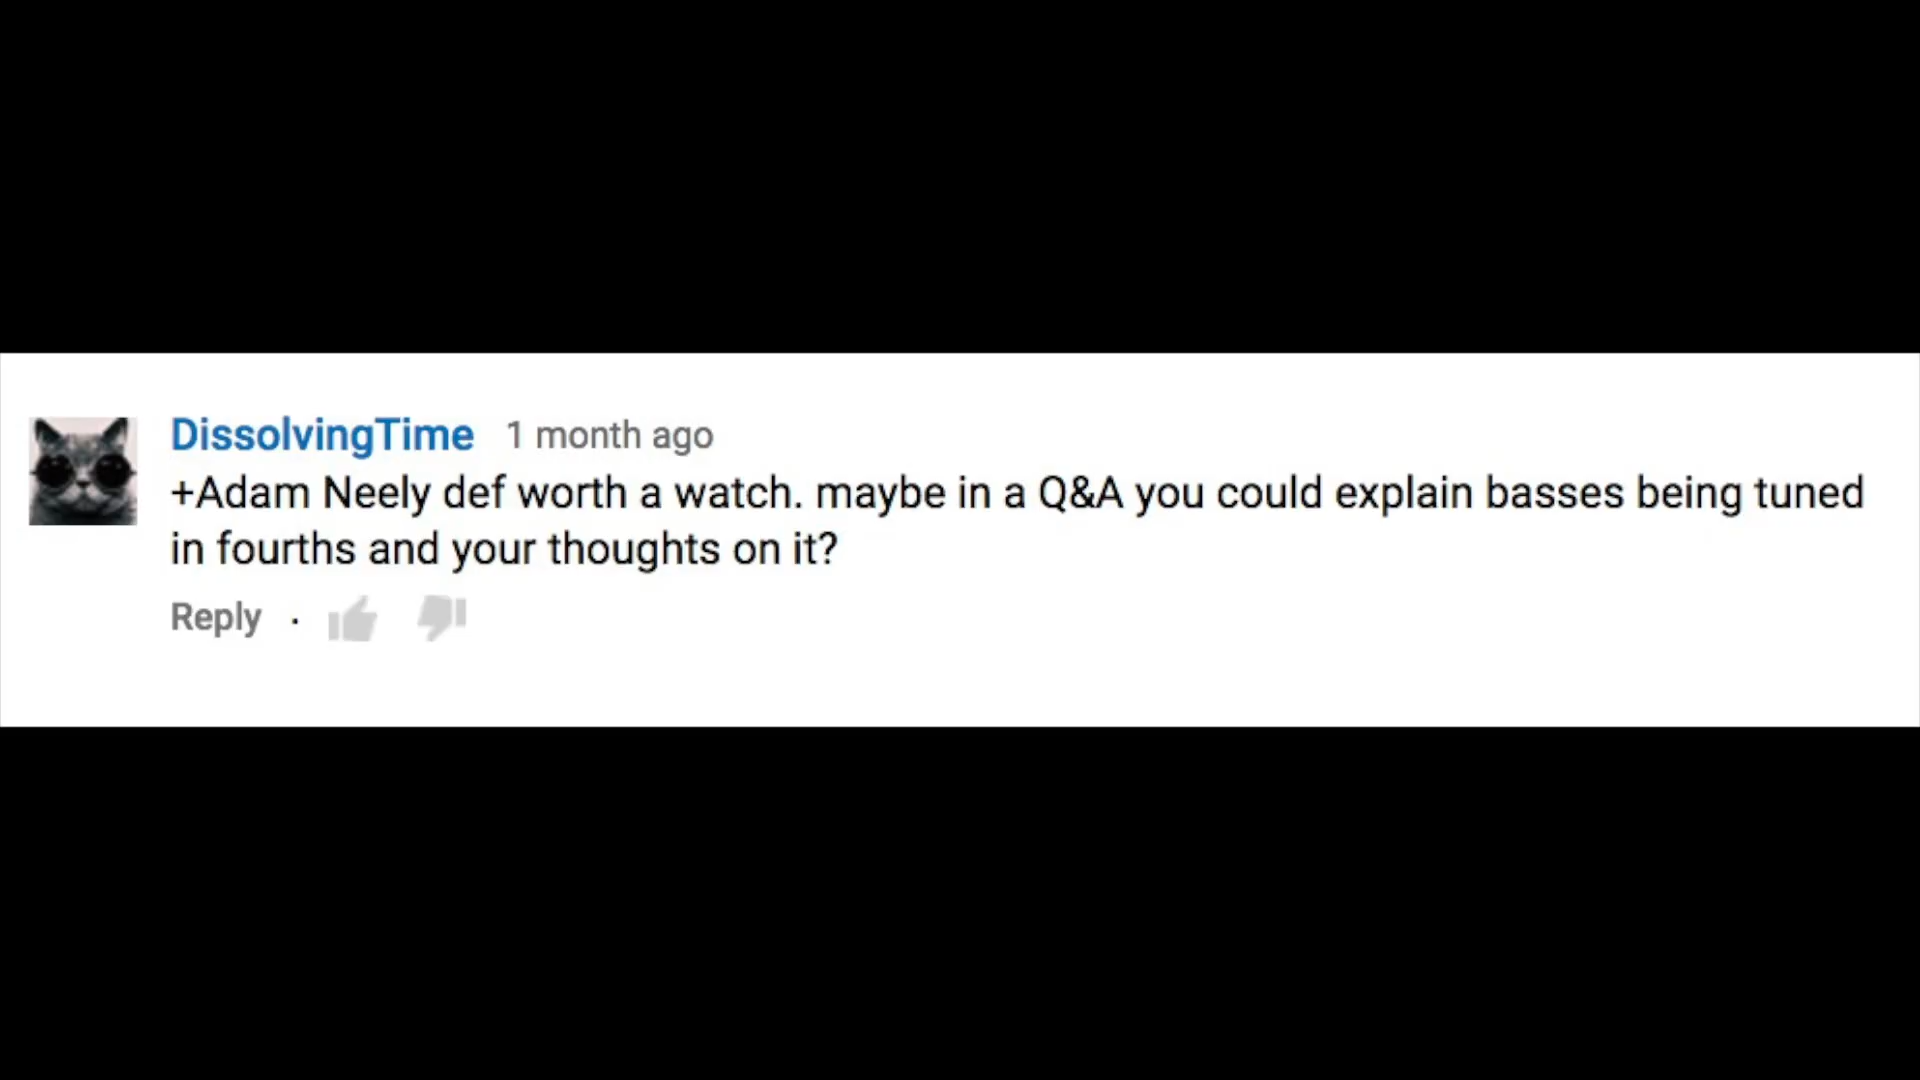 DissolvingTime 1 month ago
+Adam Neely def worth a watch. maybe in a Q&A you could explain basses being tuned
in fourths and your thoughts on it?
Reply ·